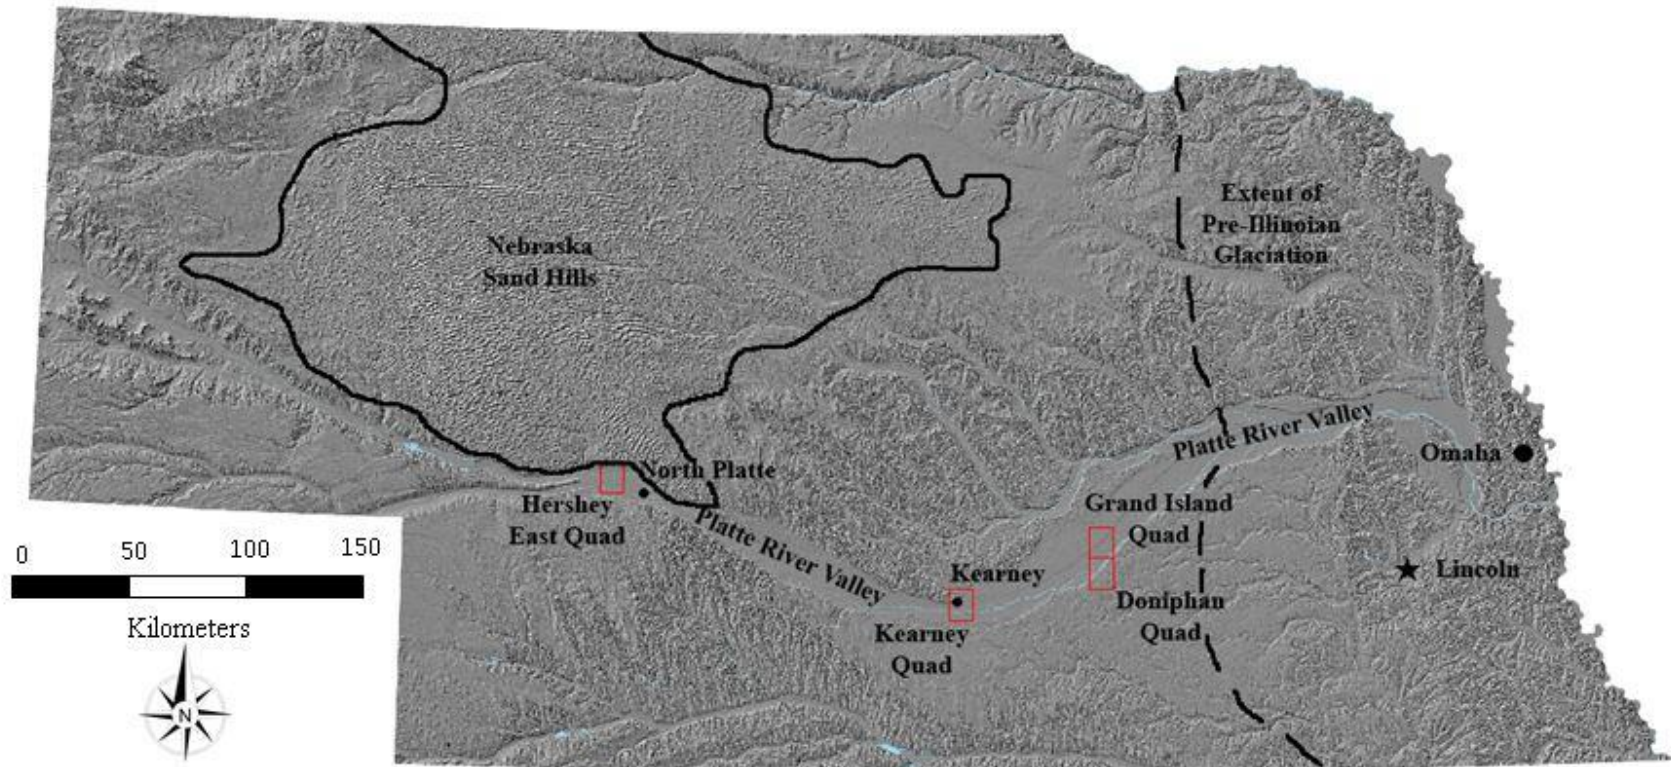 Extent of
Pre-Illinoian
Glaciation
Nebraska
Sand Hills
Platte River Valley
Omaha
North Platte
Hershey
East Quad
Platte River Valley
Grand Island
Quad
0 50 100 150
Kilometers
Kearney
Lincoln
Doniphan
Quad
Kearney
Quad
N